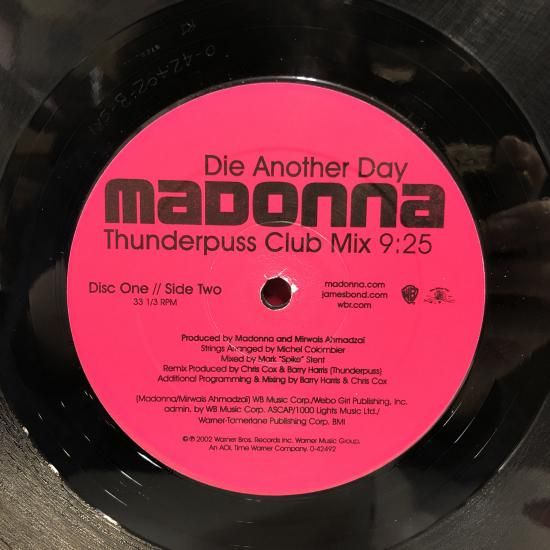 Die Another Day
madonna
Thunderpuss Club Mix 9:25
Disc One // Side Two
33 1/3 RPM
madonna.com
jamesbond.com
wbr.com
Produced by Madonna and Mirwais Ahmadzaï
Strings Arranged by Michel Colombier
Mixed by Mark "Spike" Stent
Remix Produced by Chris Cox & Barry Harris (Thunderpuss)
Additional Programming & Mixing by Barry Harris & Chris Cox
(Madonna/Mirwais Ahmadzaï) WB Music Corp./Webo Girl Publishing, Inc.
admin. by WB Music Corp. ASCAP/1000 Lights Music Ltd./
Warner-Tamerlane Publishing Corp. BMI
© ℗ 2002 Warner Bros. Records Inc. Warner Music Group.
An AOL Time Warner Company. 0-42492